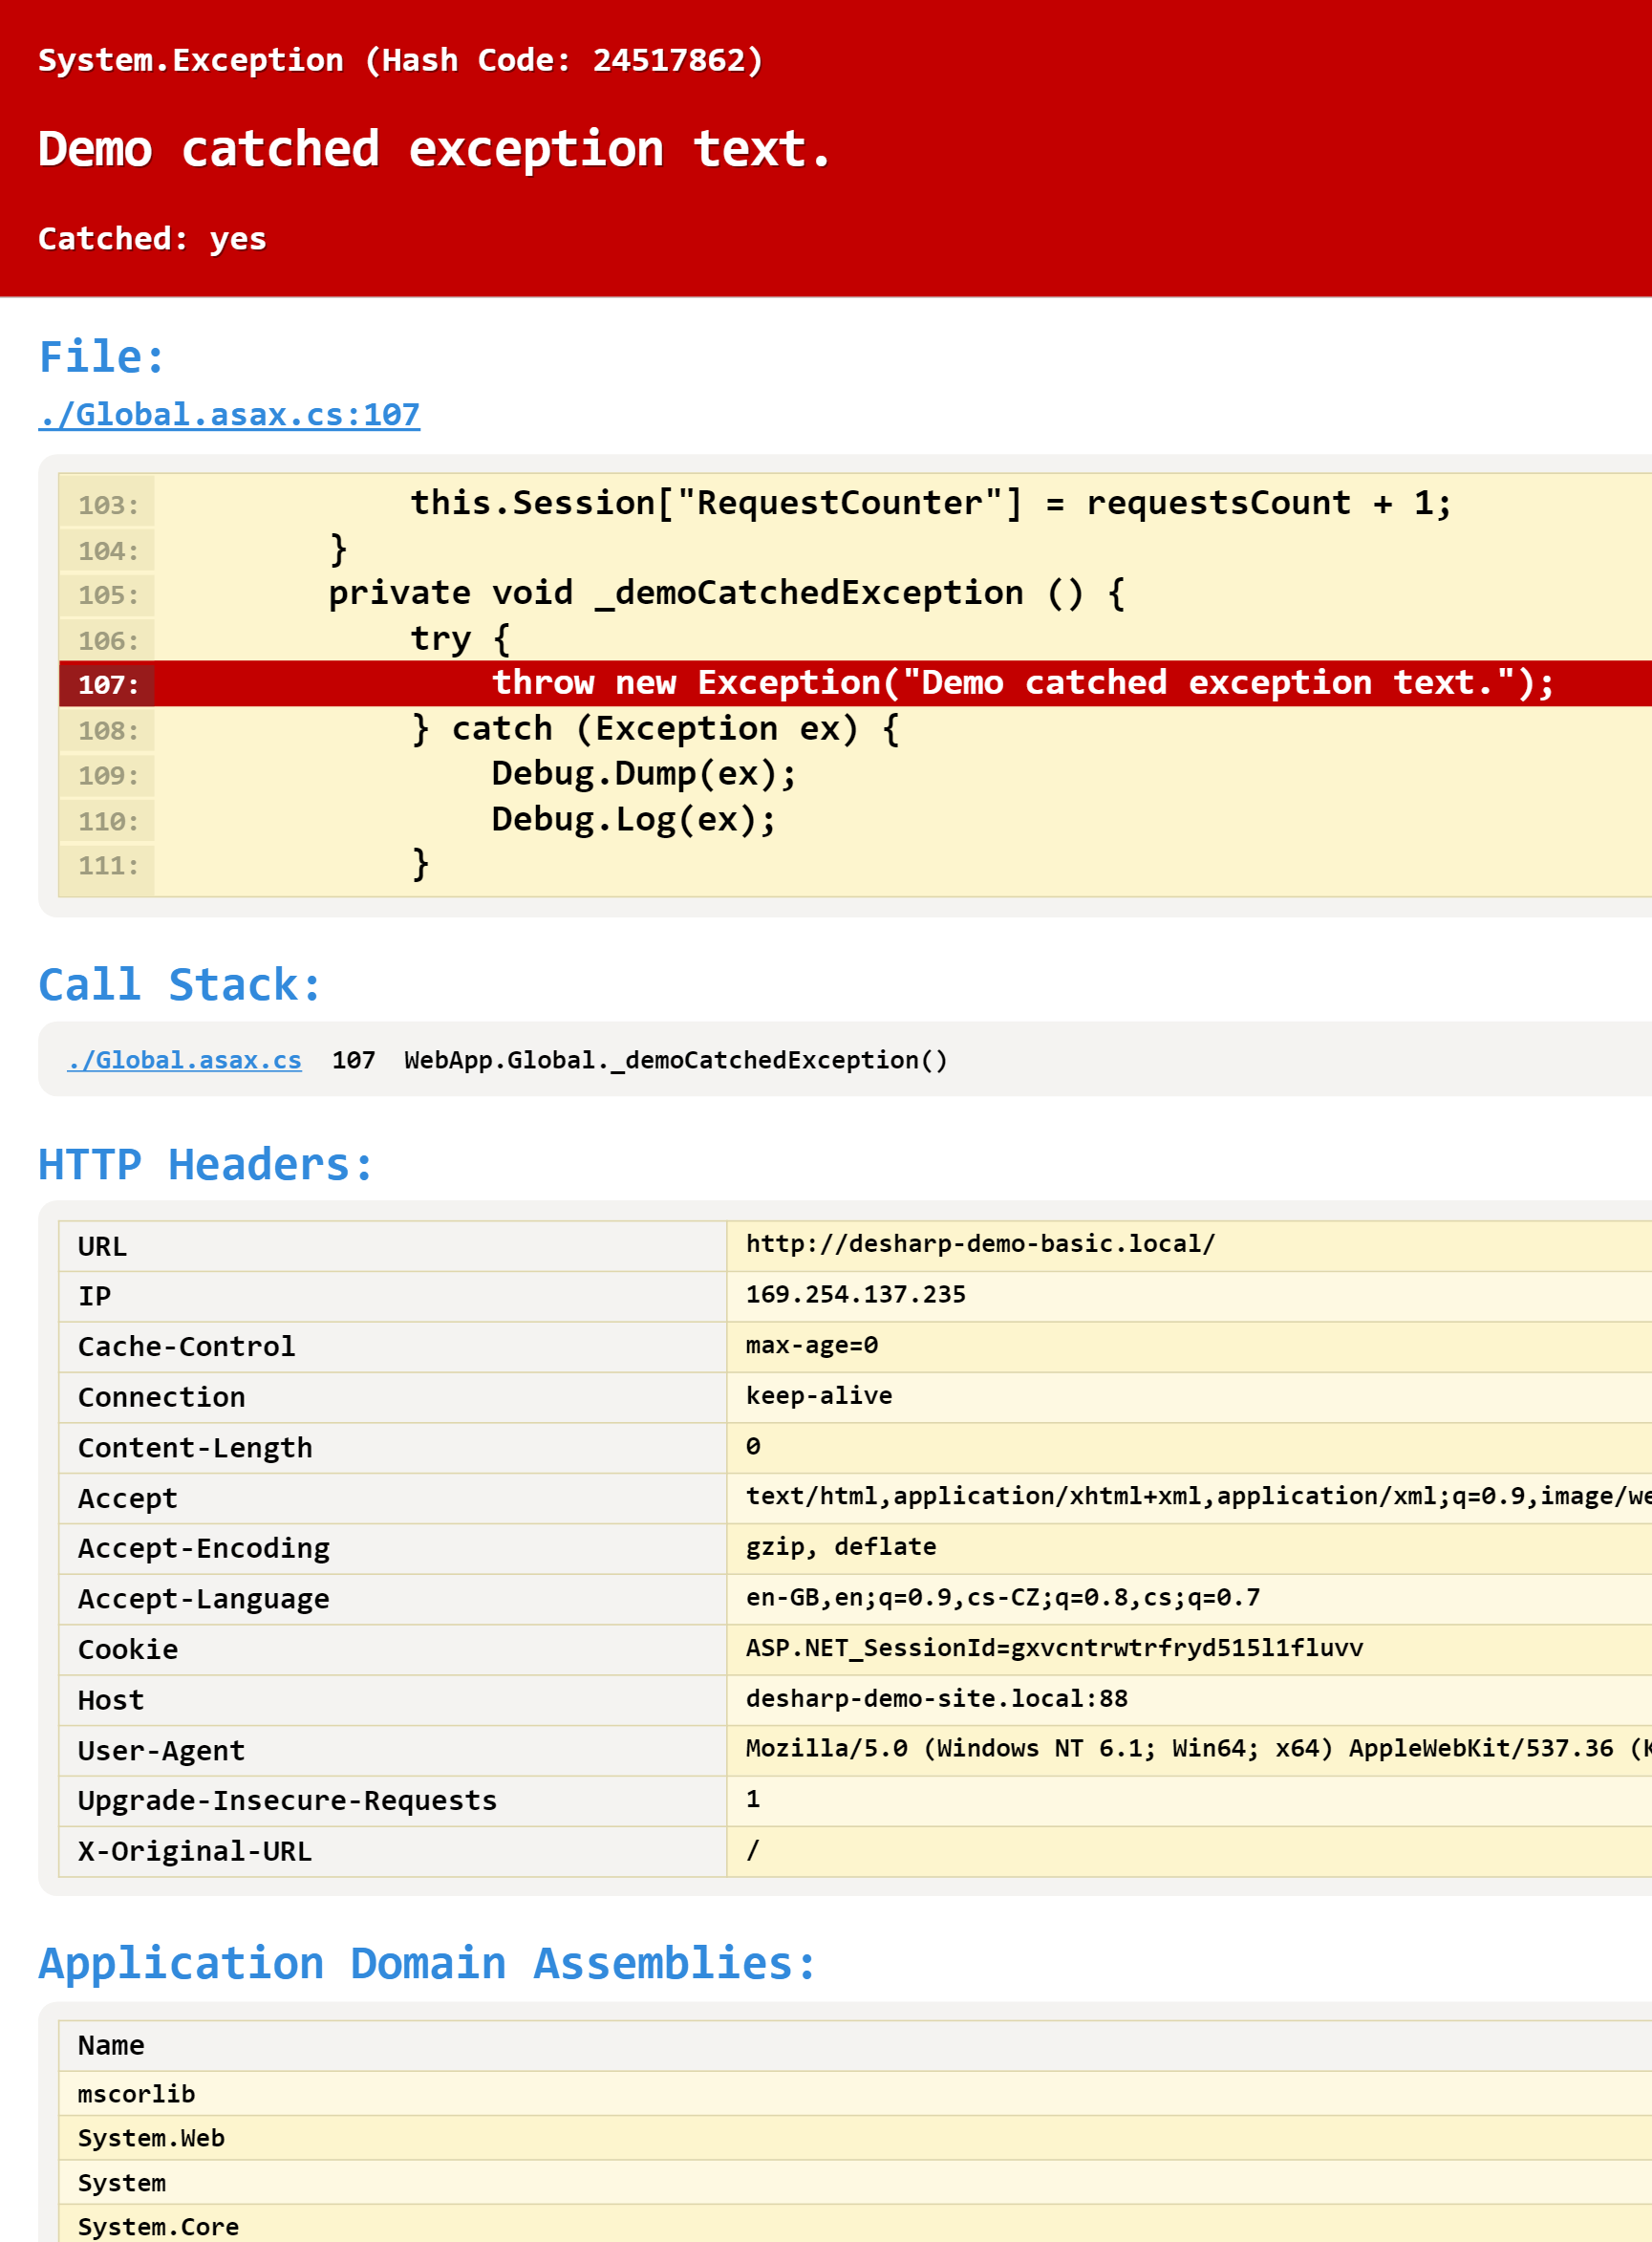 System.Exception (Hash Code: 24517862)
Demo catched exception text.
Catched: yes
File:
./Global.asax.cs:107
103: this.Session["RequestCounter"] = requestsCount + 1;
104: }
105: private void _demoCatchedException () {
106: try {
107: throw new Exception("Demo catched exception text.");
108: } catch (Exception ex) {
109: Debug.Dump(ex);
110: Debug.Log(ex);
111: }
Call Stack:
./Global.asax.cs 107 WebApp.Global._demoCatchedException()
HTTP Headers:
URL http://desharp-demo-basic.local/
IP 169.254.137.235
Cache-Control max-age=0
Connection keep-alive
Content-Length 0
Accept text/html,application/xhtml+xml,application/xml;q=0.9,image/we
Accept-Encoding gzip, deflate
Accept-Language en-GB,en;q=0.9,cs-CZ;q=0.8,cs;q=0.7
Cookie ASP.NET_SessionId=gxvcntrwtrfryd515l1fluvv
Host desharp-demo-site.local:88
User-Agent Mozilla/5.0 (Windows NT 6.1; Win64; x64) AppleWebKit/537.36 (K
Upgrade-Insecure-Requests 1
X-Original-URL /
Application Domain Assemblies:
Name
mscorlib
System.Web
System
System.Core